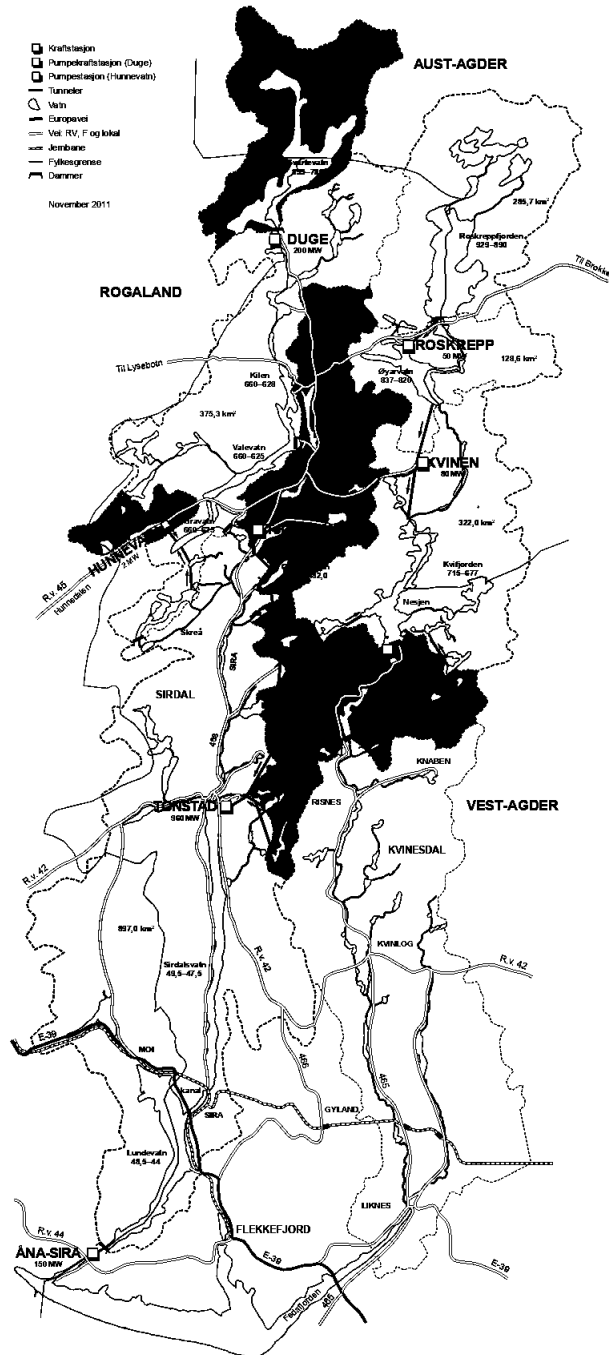 Kraftstasjon
Pumpekraftstasjon (Duge)
Pumpestasjon (Hunnevatn)
Tunneler
Vatn
Europavei
Vei: RV, F og lokal
Jernbane
Fylkesgrense
Dammer
November 2011
AUST-AGDER
285,7 km²
Roskreppfjorden
929–890
DUGE
200 MW
Til Brokke
ROGALAND
ROSKREPP
50 MW
128,6 km²
Til Lysebotn
Kilen
660–628
Øyarvatn
837–820
375,3 km²
Valevatn
660–625
KVINEN
80 MW
322,0 km²
2 MW
R.v. 45
Hunnedalen
Kvifjorden
715–677
Nesjen
Skreå
SIRA
SIRDAL
468
KNABEN
TONSTAD
960 MW
RISNES
VEST-AGDER
KVINESDAL
R.v. 42
897,0 km²
Sirdalsvatn
49,5–47,5
R.v. 42
KVINLOG
R.v. 42
E-39
MOI
466
465
kanal
SIRA
GYLAND
Lundevatn
48,5–44
LIKNES
R.v. 44
FLEKKEFJORD
ÅNA-SIRA
150 MW
E-39
E-39
Fedafjorden
465